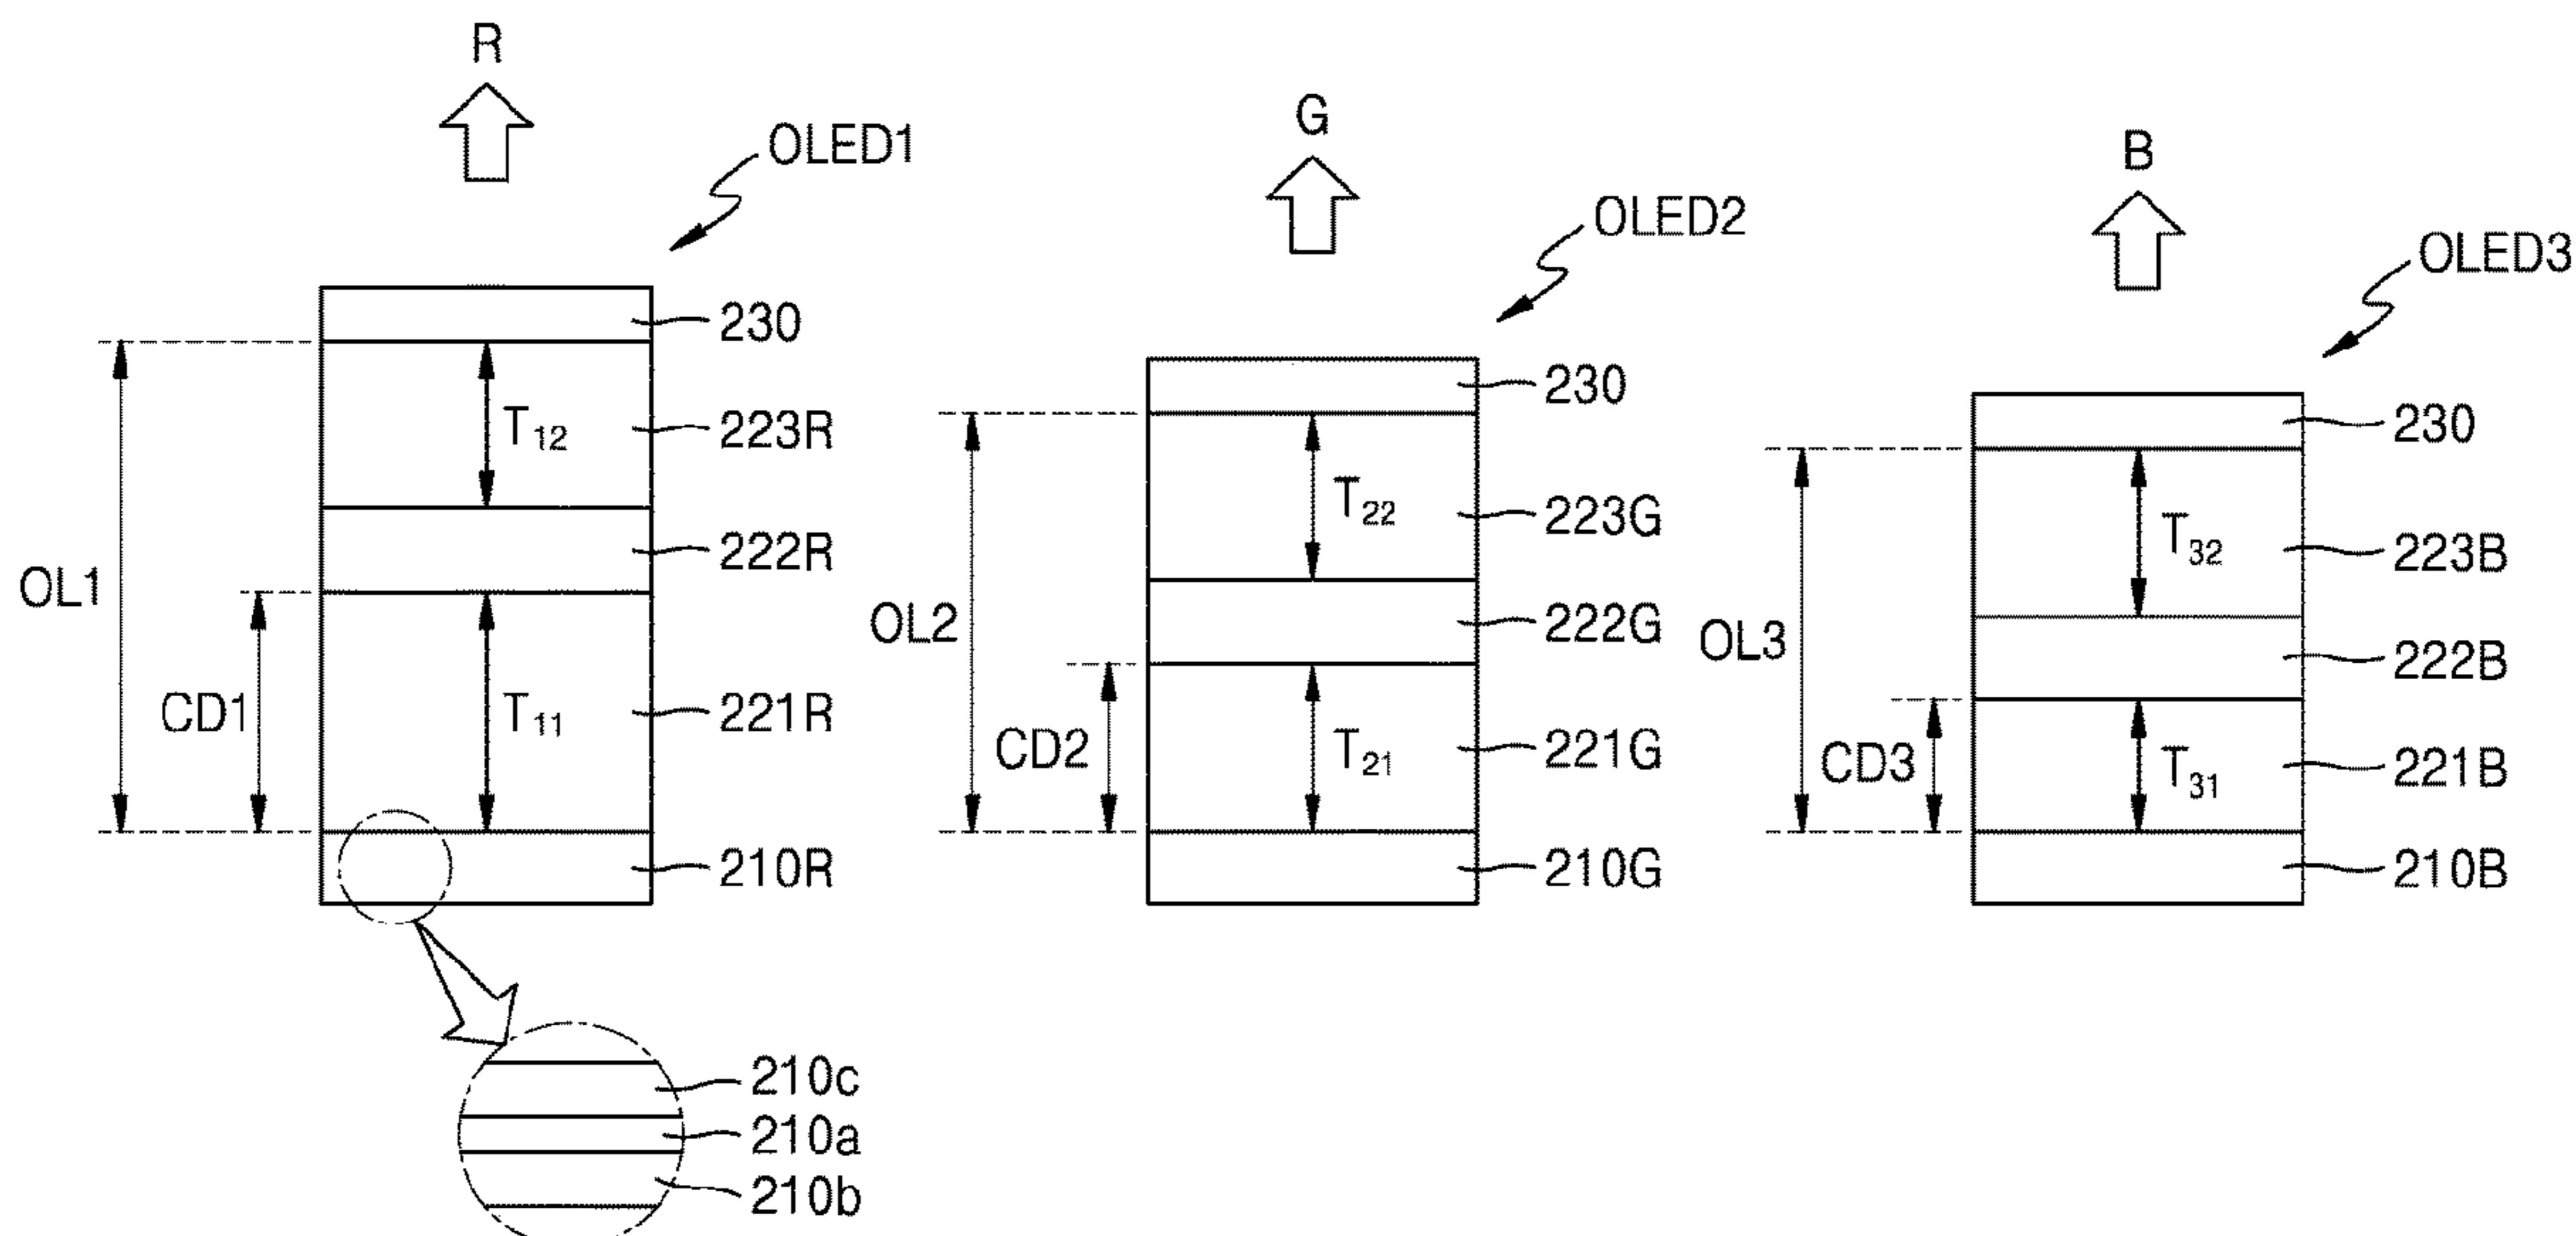 R
OLED1
230
T12
223R
222R
OL1
CD1
T11
221R
210R
210c
210a
210b
G
OLED2
230
T22
223G
222G
OL2
CD2
T21
221G
210G
B
OLED3
230
T32
223B
222B
OL3
CD3
T31
221B
210B